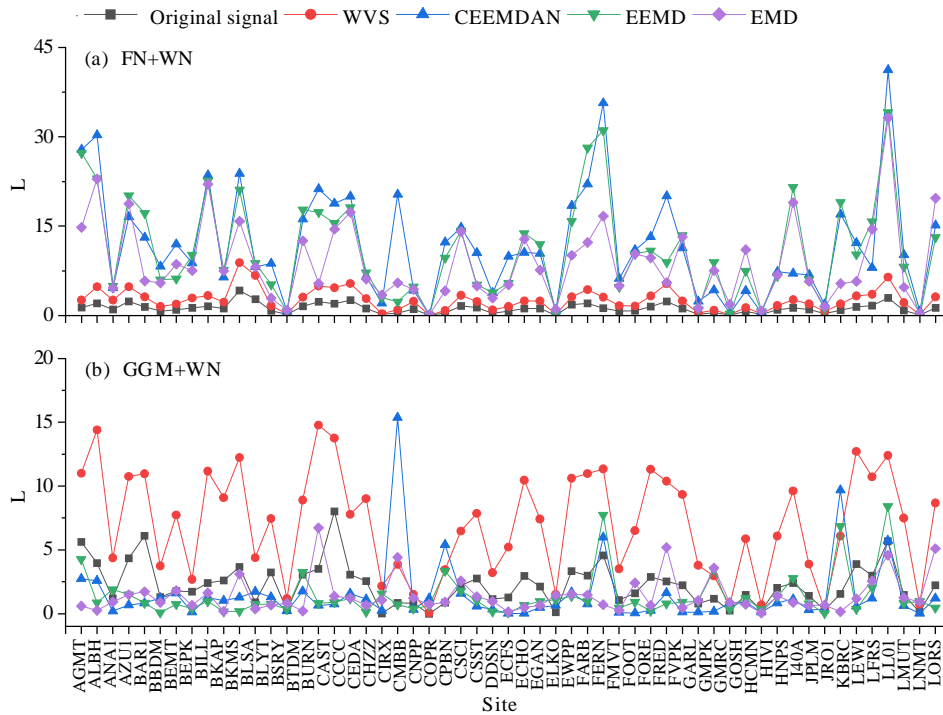 Original signal WVS CEEMDAN EEMD EMD
45
(a) FN+WN
30
L
15
0
20
(b) GGM+WN
15
10
L
5
0
AGMT
ALBH
ANA1
AZU1
BAR1
BBDM
BEMT
BEPK
BILL
BKAP
BKMS
BLSA
BLYT
BSRY
BTDM
BURN
CAST
CCCC
CEDA
CHZZ
CIRX
CMBB
CNPP
COPR
CPBN
CSCI
CSST
DDSN
ECFS
ECHO
EGAN
ELKO
EWPP
FARB
FERN
FMVT
FOOT
FORE
FRED
FVPK
GARL
GMPK
GMRC
GOSH
HCMN
HIVI
HNPS
I40A
JPLM
JRO1
KBRC
LEWI
LFRS
LL01
LMUT
LNMT
LORS
Site